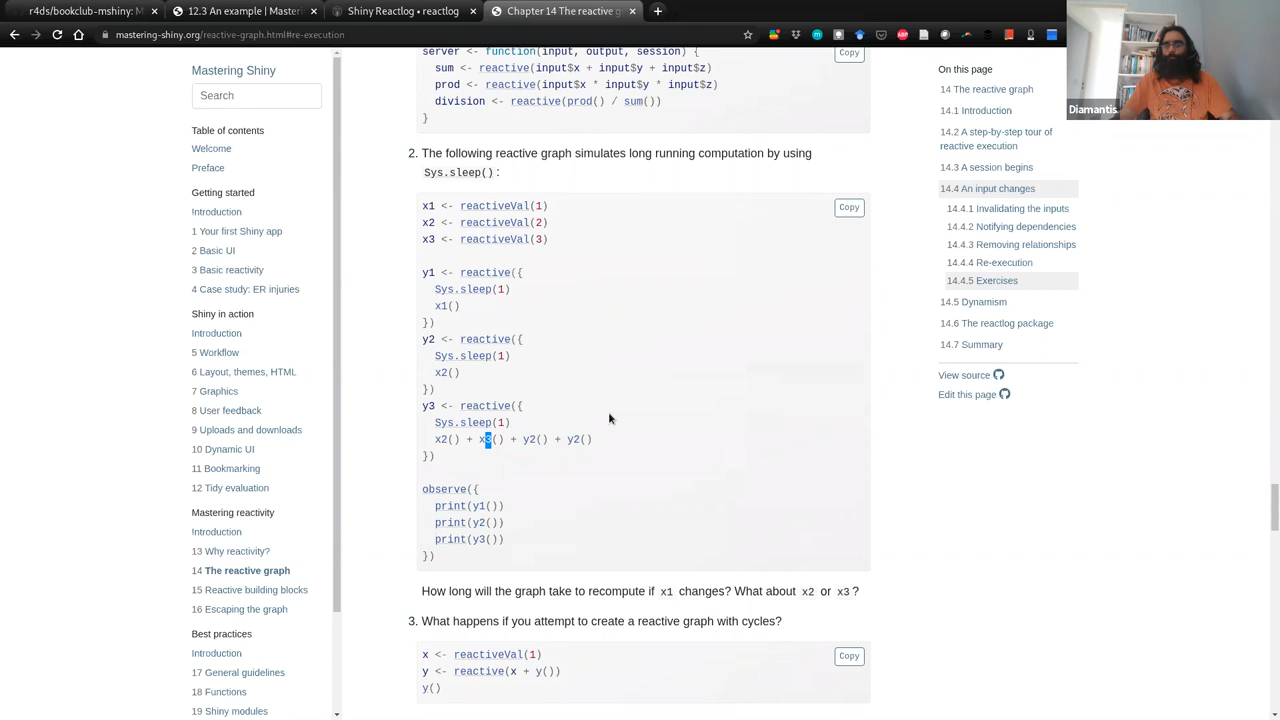 r4ds/bookclub-mshiny: M
12.3 An example | Masteri
Shiny Reactlog • reactlog
Chapter 14 The reactive g
mastering-shiny.org/reactive-graph.html#re-execution
Diamantis
Mastering Shiny
Search
Table of contents
Welcome
Preface
Getting started
Introduction
1 Your first Shiny app
2 Basic UI
3 Basic reactivity
4 Case study: ER injuries
Shiny in action
Introduction
5 Workflow
6 Layout, themes, HTML
7 Graphics
8 User feedback
9 Uploads and downloads
10 Dynamic UI
11 Bookmarking
12 Tidy evaluation
Mastering reactivity
Introduction
13 Why reactivity?
14 The reactive graph
15 Reactive building blocks
16 Escaping the graph
Best practices
Introduction
17 General guidelines
18 Functions
19 Shiny modules
server <- function(input, output, session) {
Copy
sum <- reactive(input$x + input$y + input$z)
prod <- reactive(input$x * input$y * input$z)
division <- reactive(prod() / sum())
}
2. The following reactive graph simulates long running computation by using
Sys.sleep():
x1 <- reactiveVal(1)
Copy
x2 <- reactiveVal(2)
x3 <- reactiveVal(3)
y1 <- reactive({
Sys.sleep(1)
x1()
})
y2 <- reactive({
Sys.sleep(1)
x2()
})
y3 <- reactive({
Sys.sleep(1)
x2() + x3() + y2() + y2()
})
observe({
print(y1())
print(y2())
print(y3())
})
How long will the graph take to recompute if x1 changes? What about x2 or x3?
3. What happens if you attempt to create a reactive graph with cycles?
x <- reactiveVal(1)
Copy
y <- reactive(x + y())
y()
On this page
14 The reactive graph
14.1 Introduction
14.2 A step-by-step tour of
reactive execution
14.3 A session begins
14.4 An input changes
14.4.1 Invalidating the inputs
14.4.2 Notifying dependencies
14.4.3 Removing relationships
14.4.4 Re-execution
14.4.5 Exercises
14.5 Dynamism
14.6 The reactlog package
14.7 Summary
View source
Edit this page